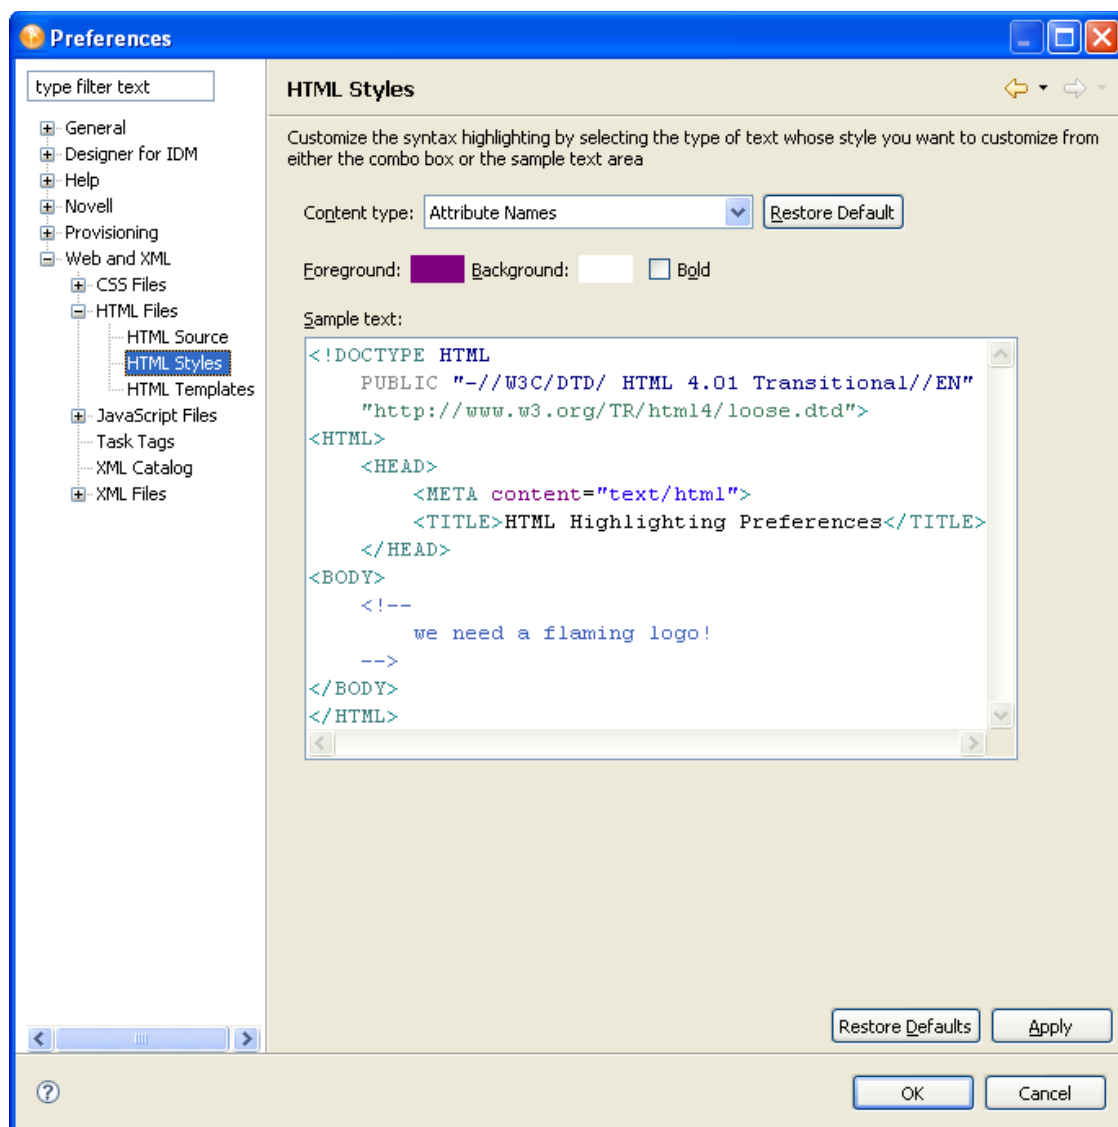 Preferences
type filter text
General
Designer for IDM
Help
Novell
Provisioning
Web and XML
CSS Files
HTML Files
HTML Source
HTML Styles
HTML Templates
JavaScript Files
Task Tags
XML Catalog
XML Files
HTML Styles
Customize the syntax highlighting by selecting the type of text whose style you want to customize from
either the combo box or the sample text area
Content type: Attribute Names Restore Default
Foreground: Background: Bold
Sample text:
<!DOCTYPE HTML
    PUBLIC "-//W3C/DTD/ HTML 4.01 Transitional//EN"
    "http://www.w3.org/TR/html4/loose.dtd">
<HTML>
    <HEAD>
        <META content="text/html">
        <TITLE>HTML Highlighting Preferences</TITLE>
    </HEAD>
<BODY>
    <!--
        we need a flaming logo!
    -->
</BODY>
</HTML>
Restore Defaults Apply
? OK Cancel